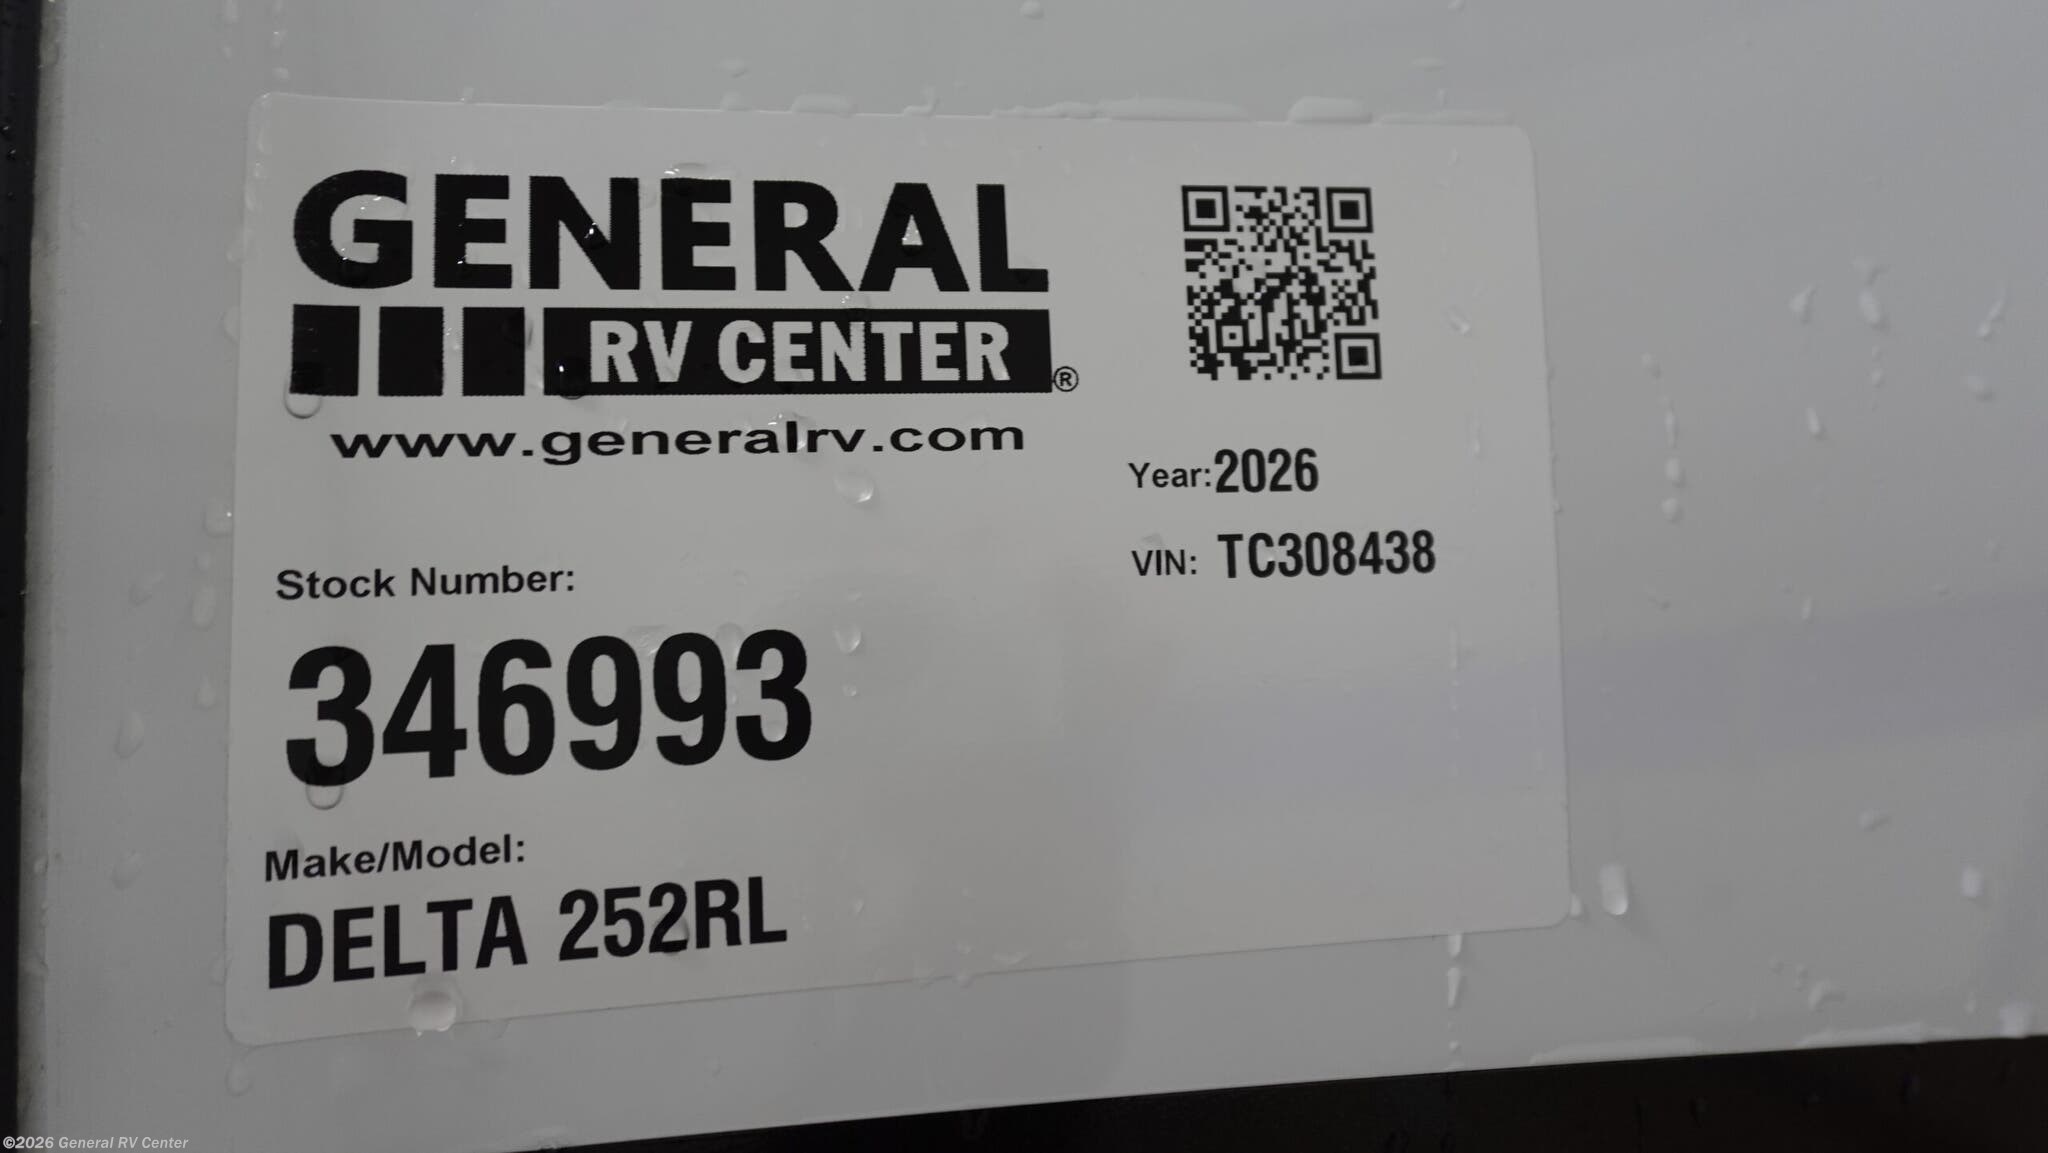 GENERAL
RV CENTER®
www.generalrv.com
Year: 2026
VIN: TC308438
Stock Number:
346993
Make/Model:
DELTA 252RL
©2026 General RV Center